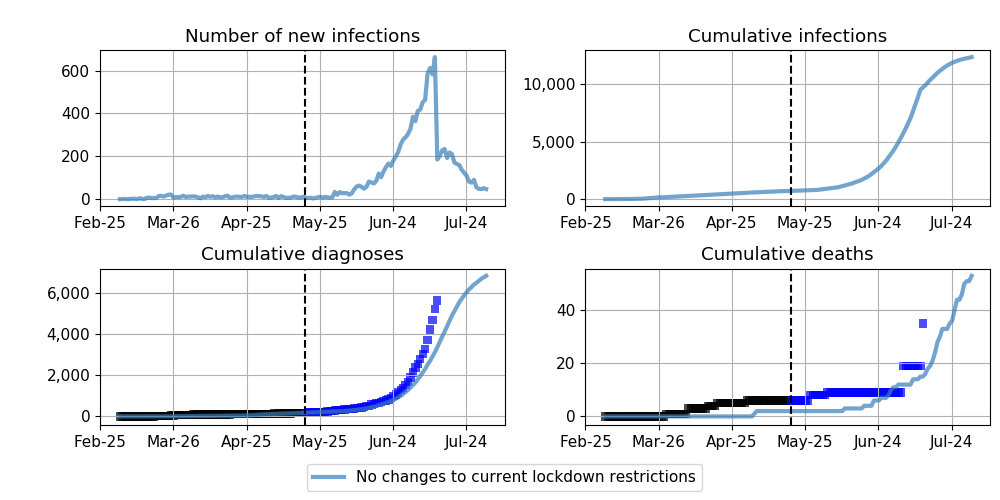 Number of new infections
600
400
200
0
Feb-25 Mar-26 Apr-25 May-25 Jun-24 Jul-24
Cumulative infections
10,000
5,000
0
Feb-25 Mar-26 Apr-25 May-25 Jun-24 Jul-24
Cumulative diagnoses
6,000
4,000
2,000
0
Feb-25 Mar-26 Apr-25 May-25 Jun-24 Jul-24
Cumulative deaths
40
20
0
Feb-25 Mar-26 Apr-25 May-25 Jun-24 Jul-24
No changes to current lockdown restrictions